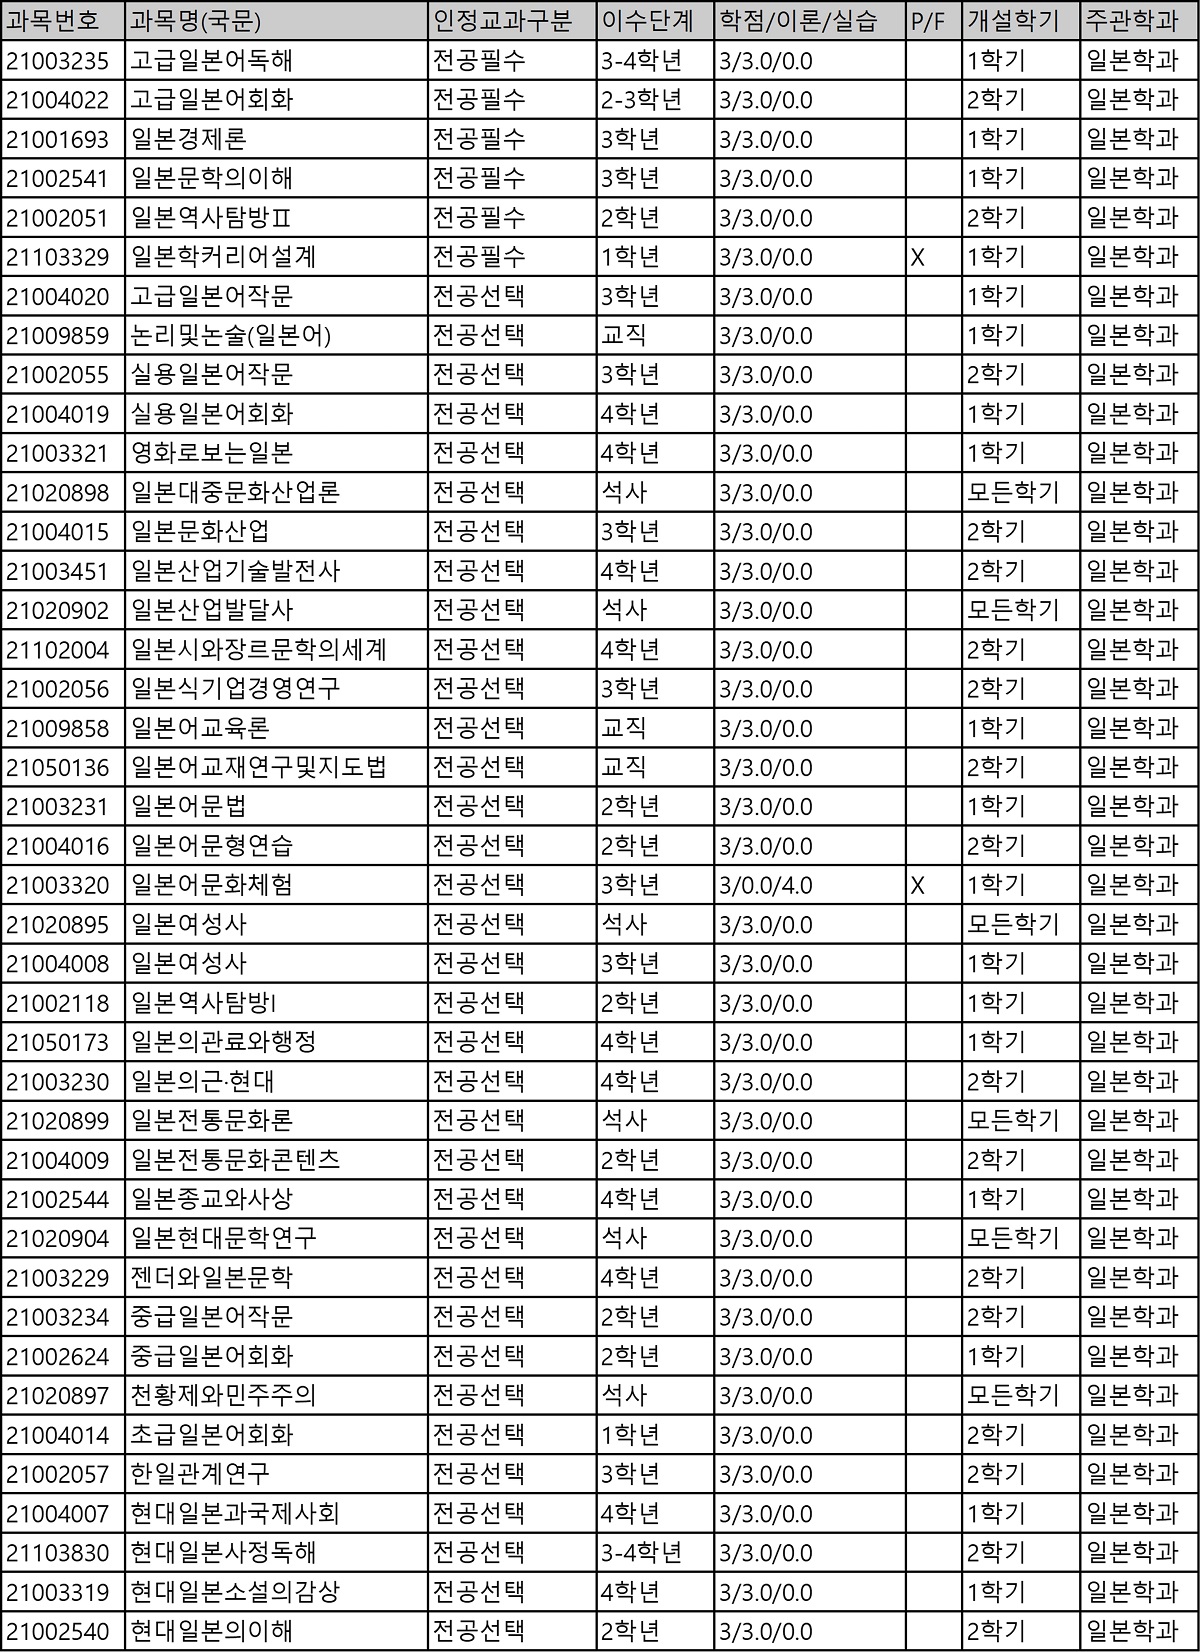 과목번호 과목명(국문) 인정교과구분 이수단계 학점/이론/실습 P/F 개설학기 주관학과
21003235 고급일본어독해 전공필수 3-4학년 3/3.0/0.0 1학기 일본학과
21004022 고급일본어회화 전공필수 2-3학년 3/3.0/0.0 2학기 일본학과
21001693 일본경제론 전공필수 3학년 3/3.0/0.0 1학기 일본학과
21002541 일본문학의이해 전공필수 3학년 3/3.0/0.0 1학기 일본학과
21002051 일본역사탐방Ⅱ 전공필수 2학년 3/3.0/0.0 2학기 일본학과
21103329 일본학커리어설계 전공필수 1학년 3/3.0/0.0 X 1학기 일본학과
21004020 고급일본어작문 전공선택 3학년 3/3.0/0.0 1학기 일본학과
21009859 논리및논술(일본어) 전공선택 교직 3/3.0/0.0 1학기 일본학과
21002055 실용일본어작문 전공선택 3학년 3/3.0/0.0 2학기 일본학과
21004019 실용일본어회화 전공선택 4학년 3/3.0/0.0 1학기 일본학과
21003321 영화로보는일본 전공선택 4학년 3/3.0/0.0 1학기 일본학과
21020898 일본대중문화산업론 전공선택 석사 3/3.0/0.0 모든학기 일본학과
21004015 일본문화산업 전공선택 3학년 3/3.0/0.0 2학기 일본학과
21003451 일본산업기술발전사 전공선택 4학년 3/3.0/0.0 2학기 일본학과
21020902 일본산업발달사 전공선택 석사 3/3.0/0.0 모든학기 일본학과
21102004 일본시와장르문학의세계 전공선택 4학년 3/3.0/0.0 2학기 일본학과
21002056 일본식기업경영연구 전공선택 3학년 3/3.0/0.0 2학기 일본학과
21009858 일본어교육론 전공선택 교직 3/3.0/0.0 1학기 일본학과
21050136 일본어교재연구및지도법 전공선택 교직 3/3.0/0.0 2학기 일본학과
21003231 일본어문법 전공선택 2학년 3/3.0/0.0 1학기 일본학과
21004016 일본어문형연습 전공선택 2학년 3/3.0/0.0 2학기 일본학과
21003320 일본어문화체험 전공선택 3학년 3/0.0/4.0 X 1학기 일본학과
21020895 일본여성사 전공선택 석사 3/3.0/0.0 모든학기 일본학과
21004008 일본여성사 전공선택 3학년 3/3.0/0.0 1학기 일본학과
21002118 일본역사탐방I 전공선택 2학년 3/3.0/0.0 1학기 일본학과
21050173 일본의관료와행정 전공선택 4학년 3/3.0/0.0 1학기 일본학과
21003230 일본의근·현대 전공선택 4학년 3/3.0/0.0 2학기 일본학과
21020899 일본전통문화론 전공선택 석사 3/3.0/0.0 모든학기 일본학과
21004009 일본전통문화콘텐츠 전공선택 2학년 3/3.0/0.0 2학기 일본학과
21002544 일본종교와사상 전공선택 4학년 3/3.0/0.0 1학기 일본학과
21020904 일본현대문학연구 전공선택 석사 3/3.0/0.0 모든학기 일본학과
21003229 젠더와일본문학 전공선택 4학년 3/3.0/0.0 2학기 일본학과
21003234 중급일본어작문 전공선택 2학년 3/3.0/0.0 2학기 일본학과
21002624 중급일본어회화 전공선택 2학년 3/3.0/0.0 1학기 일본학과
21020897 천황제와민주주의 전공선택 석사 3/3.0/0.0 모든학기 일본학과
21004014 초급일본어회화 전공선택 1학년 3/3.0/0.0 2학기 일본학과
21002057 한일관계연구 전공선택 3학년 3/3.0/0.0 2학기 일본학과
21004007 현대일본과국제사회 전공선택 4학년 3/3.0/0.0 1학기 일본학과
21103830 현대일본사정독해 전공선택 3-4학년 3/3.0/0.0 2학기 일본학과
21003319 현대일본소설의감상 전공선택 4학년 3/3.0/0.0 1학기 일본학과
21002540 현대일본의이해 전공선택 2학년 3/3.0/0.0 2학기 일본학과